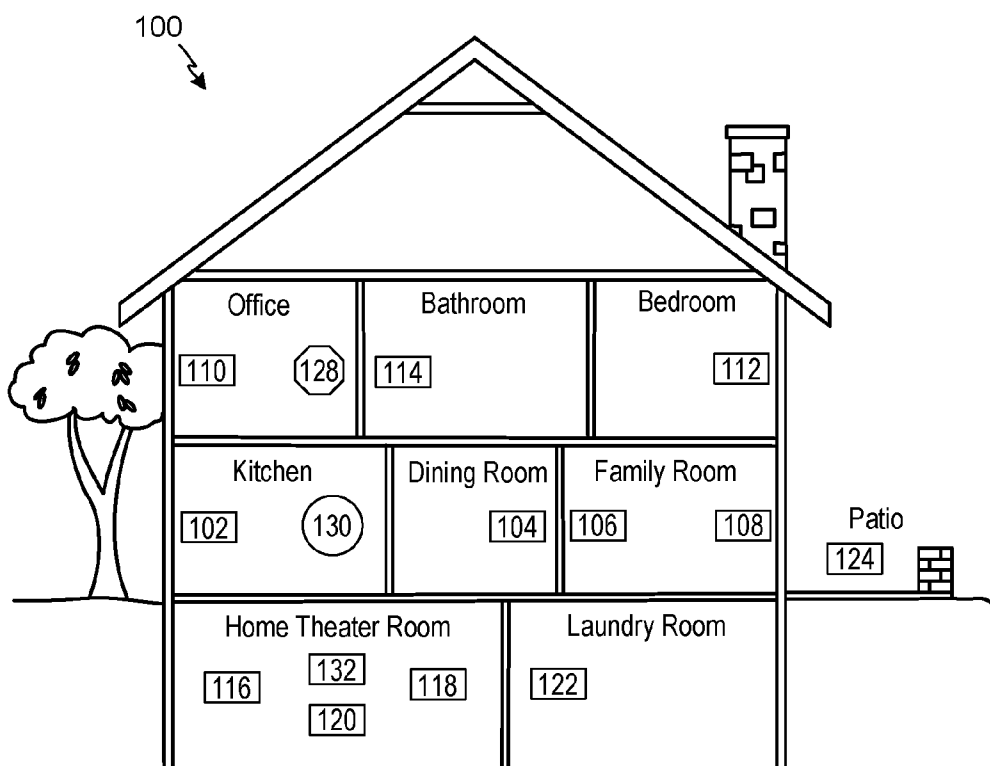 100
Office Bathroom Bedroom
110 128 114 112
Kitchen Dining Room Family Room
102 130 104 106 108
Patio
124
Home Theater Room Laundry Room
116 132 118 122
120